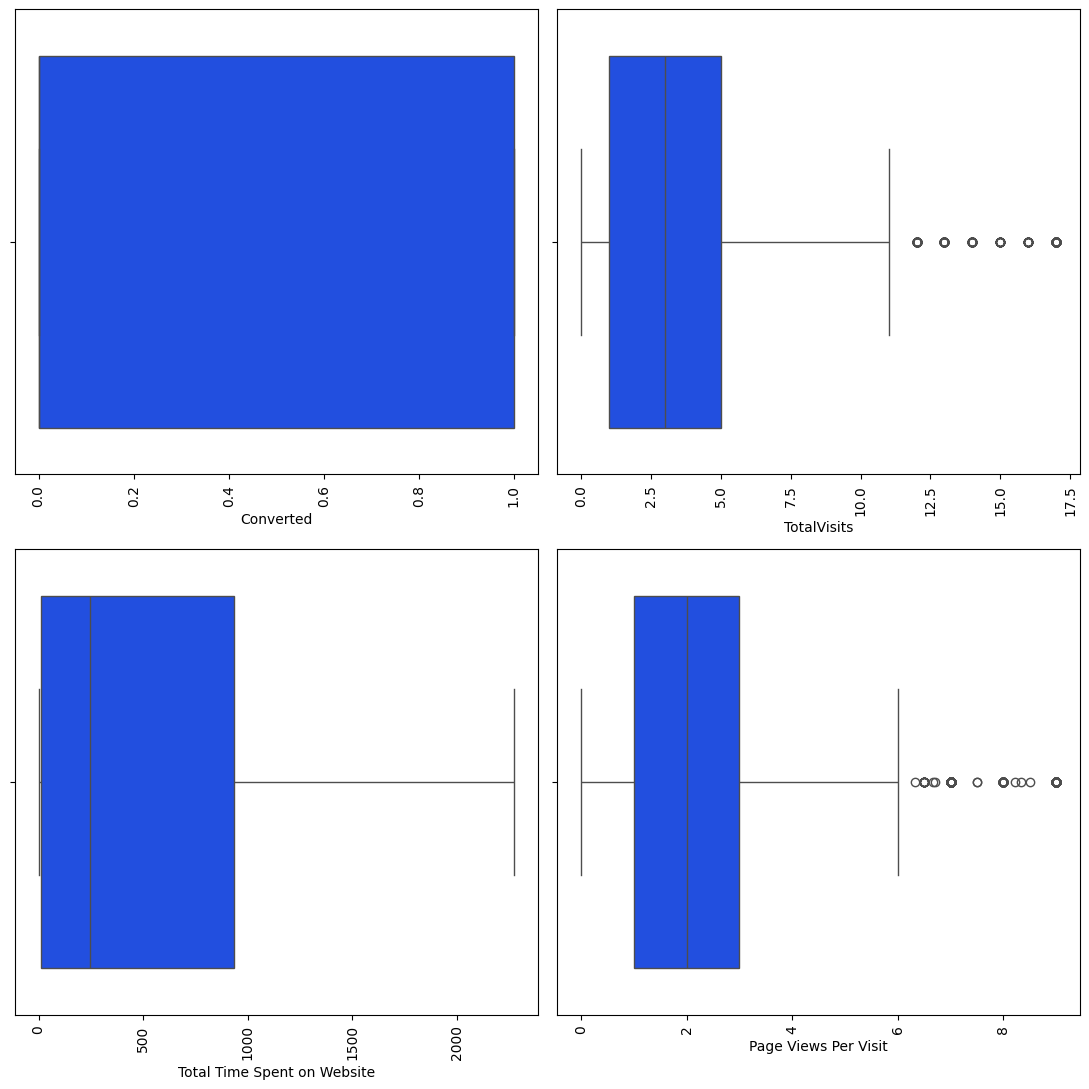 0.0 0.2 0.4 0.6 0.8 1.0
Converted
0.0 2.5 5.0 7.5 10.0 12.5 15.0 17.5
TotalVisits
0 500 1000 1500 2000
Total Time Spent on Website
0 2 4 6 8
Page Views Per Visit